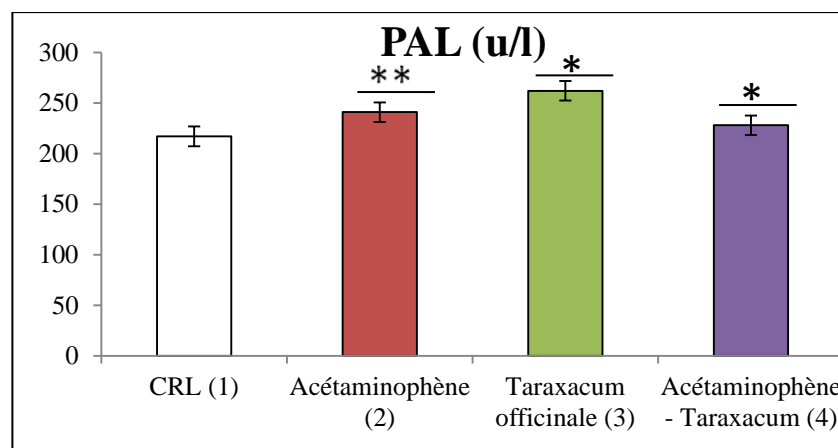 PAL (u/l)
300
250
200
150
100
50
0
**
*
*
CRL (1)
Acétaminophène
(2)
Taraxacum
officinale (3)
Acétaminophène
- Taraxacum (4)